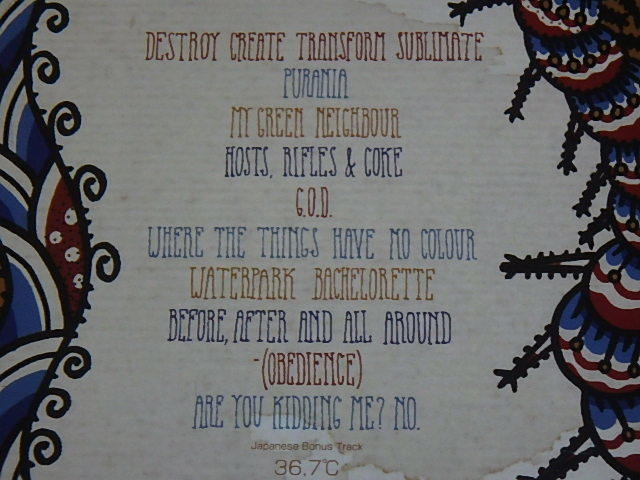 DESTROY CREATE TRANSFORM SUBLIMATE
PURANIA
MY GREEN NEIGHBOUR
HOSTS, RIFLES & COKE
G.O.D.
WHERE THE THINGS HAVE NO COLOUR
WATERPARK BACHELORETTE
BEFORE, AFTER AND ALL AROUND
-(OBEDIENCE)
ARE YOU KIDDING ME? NO.
Japanese Bonus Track
36.7°C